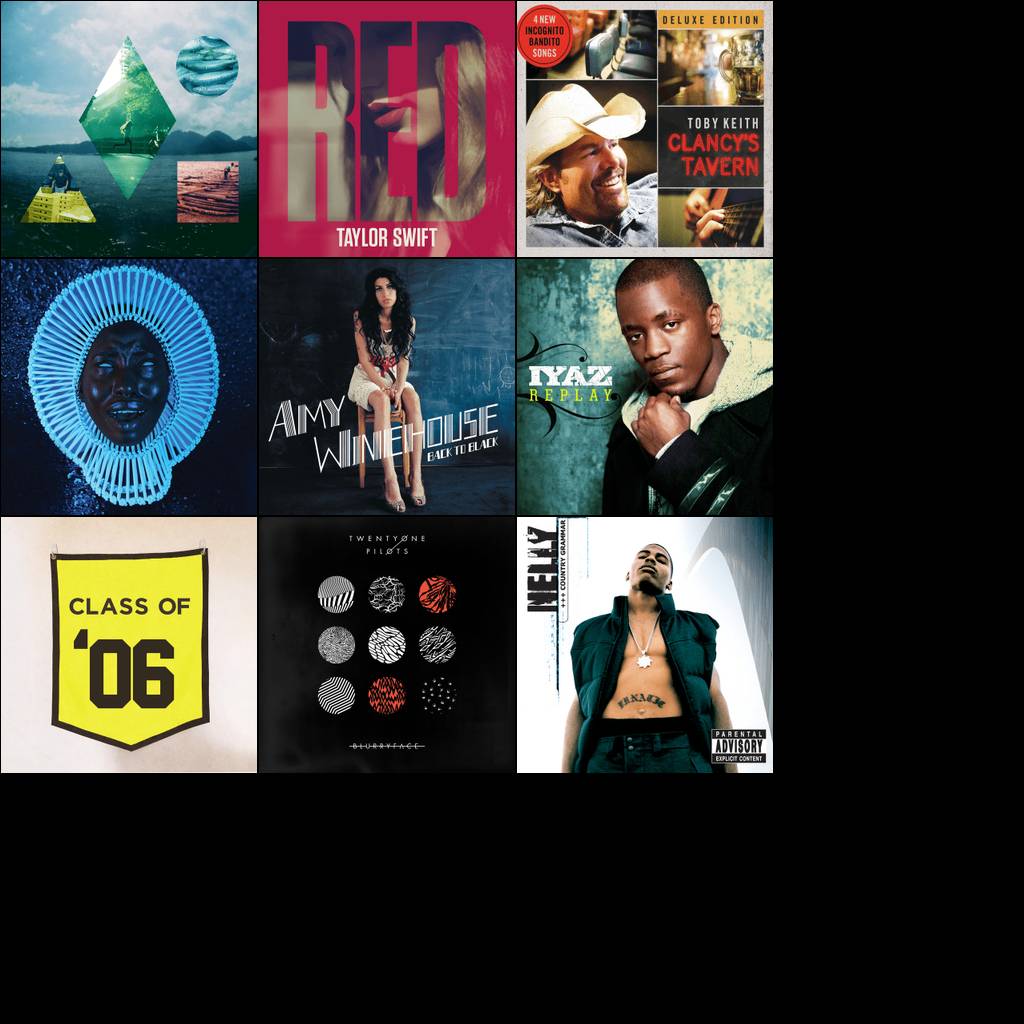 RED
TAYLOR SWIFT
4 NEW
INCOGNITO
BANDITO
SONGS
DELUXE EDITION
TOBY KEITH
CLANCY'S
TAVERN
AMY
WINEHOUSE
BACK TO BLACK
IYAZ
REPLAY
CLASS OF
'06
TWENTY ØNE
PILØTS
BLURRYFACE
NELLY
+++ COUNTRY GRAMMAR
PARENTAL
ADVISORY
EXPLICIT CONTENT